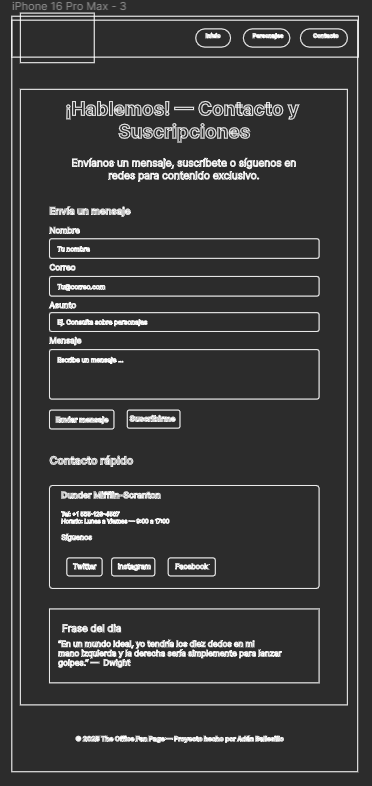 iPhone 16 Pro Max - 3
Inicio Personajes Contacto
¡Hablemos! — Contacto y
Suscripciones
Envíanos un mensaje, suscríbete o síguenos en
redes para contenido exclusivo.
Envía un mensaje
Nombre
Tu nombre
Correo
Tu@correo.com
Asunto
Ej. Consulta sobre personajes
Mensaje
Escribe un mensaje ...
Enviar mensaje Suscribirme
Contacto rápido
Dunder Mifflin-Scranton
Tel: +1 555-123-4567
Horario: Lunes a Viernes — 9:00 a 17:00
Síguenos
Twitter Instagram Facebook
Frase del dia
“En un mundo ideal, yo tendría los diez dedos en mi
mano izquierda y la derecha sería simplemente para lanzar
golpes.” — Dwight
© 2025 The Office Fan Page — Proyecto hecho por Adán